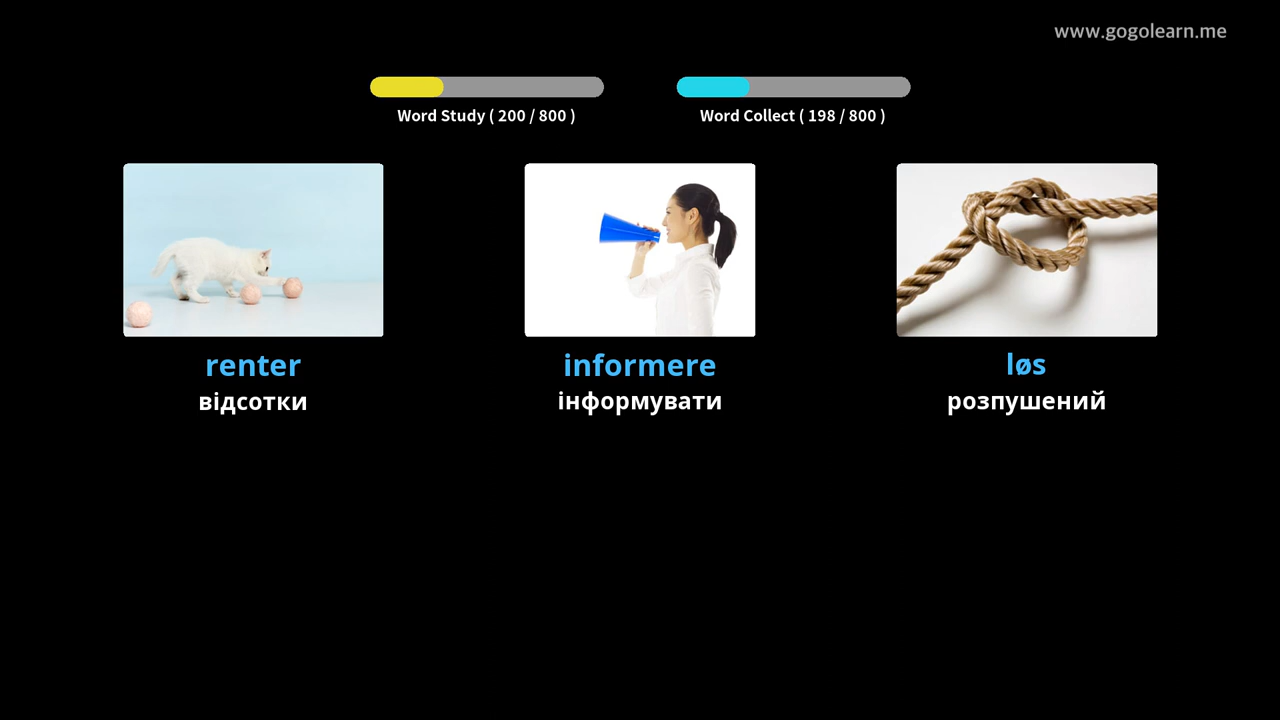 www.gogolearn.me
Word Study ( 200 / 800 )
Word Collect ( 198 / 800 )
renter
informere
løs
відсотки
інформувати
розпушений